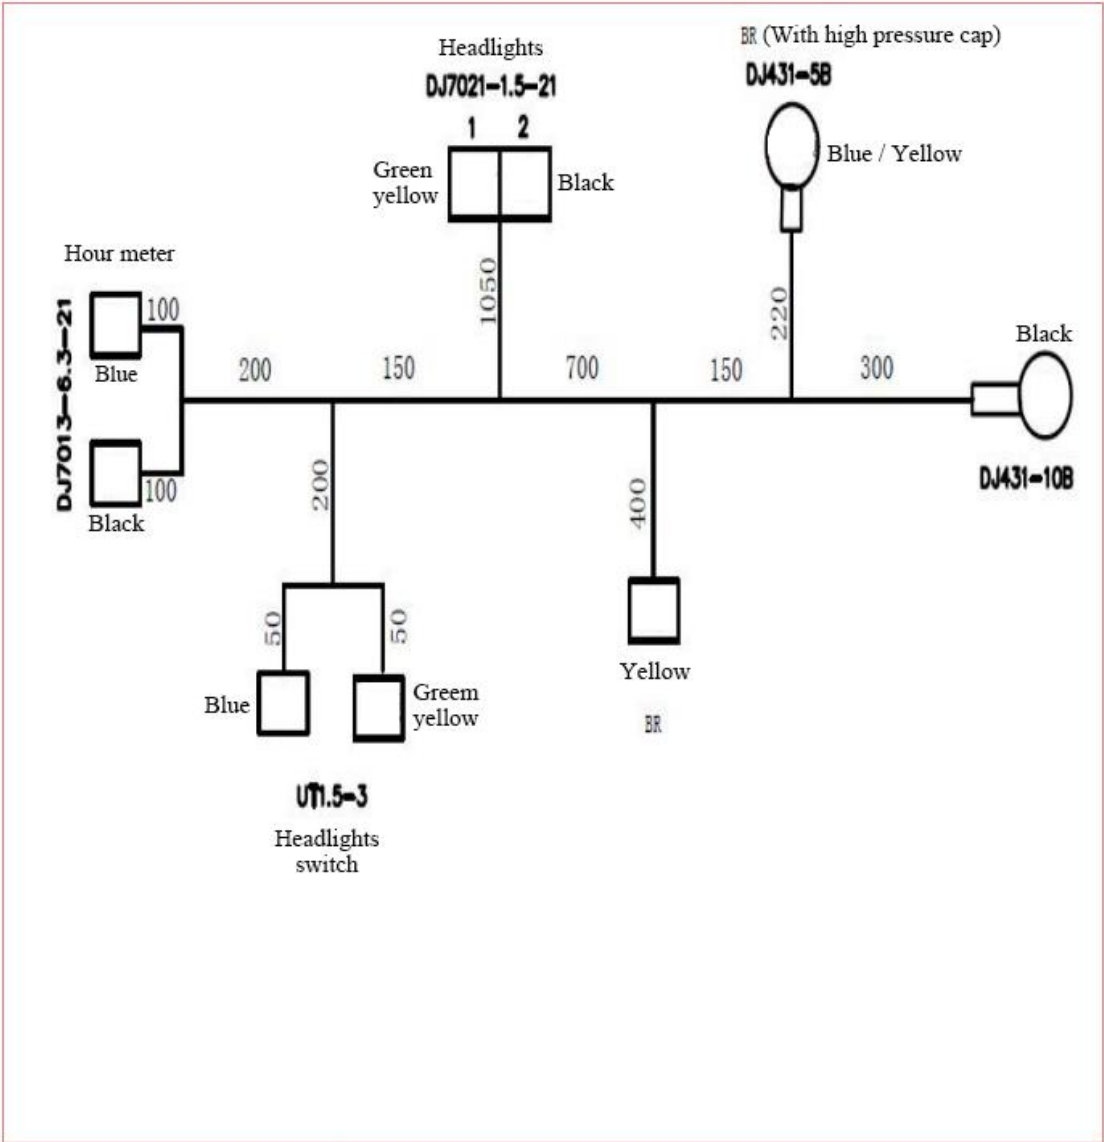 BR (With high pressure cap)
Headlights
DJ431-5B
DJ7021-1.5-21
1 2
Blue / Yellow
Green
yellow
Black
Hour meter
1050
220
100
Black
DJ7013-6.3-21
Blue
200
150
700
150
300
DJ431-10B
200
400
100
Black
50
50
Yellow
Blue
Greem
yellow
BR
UT1.5-3
Headlights
switch